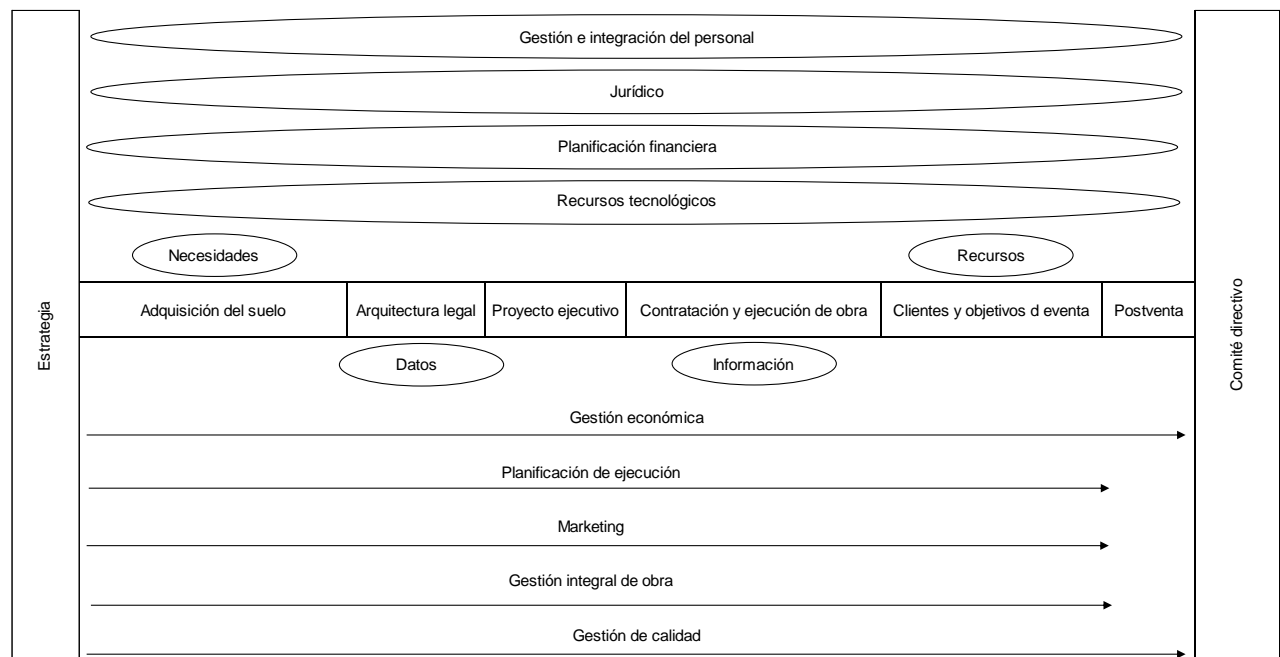 Gestión e integración del personal
Jurídico
Planificación financiera
Recursos tecnológicos
Necesidades
Recursos
Estrategia
Adquisición del suelo
Arquitectura legal
Proyecto ejecutivo
Contratación y ejecución de obra
Clientes y objetivos d eventa
Postventa
Comité directivo
Datos
Información
Gestión económica
Planificación de ejecución
Marketing
Gestión integral de obra
Gestión de calidad